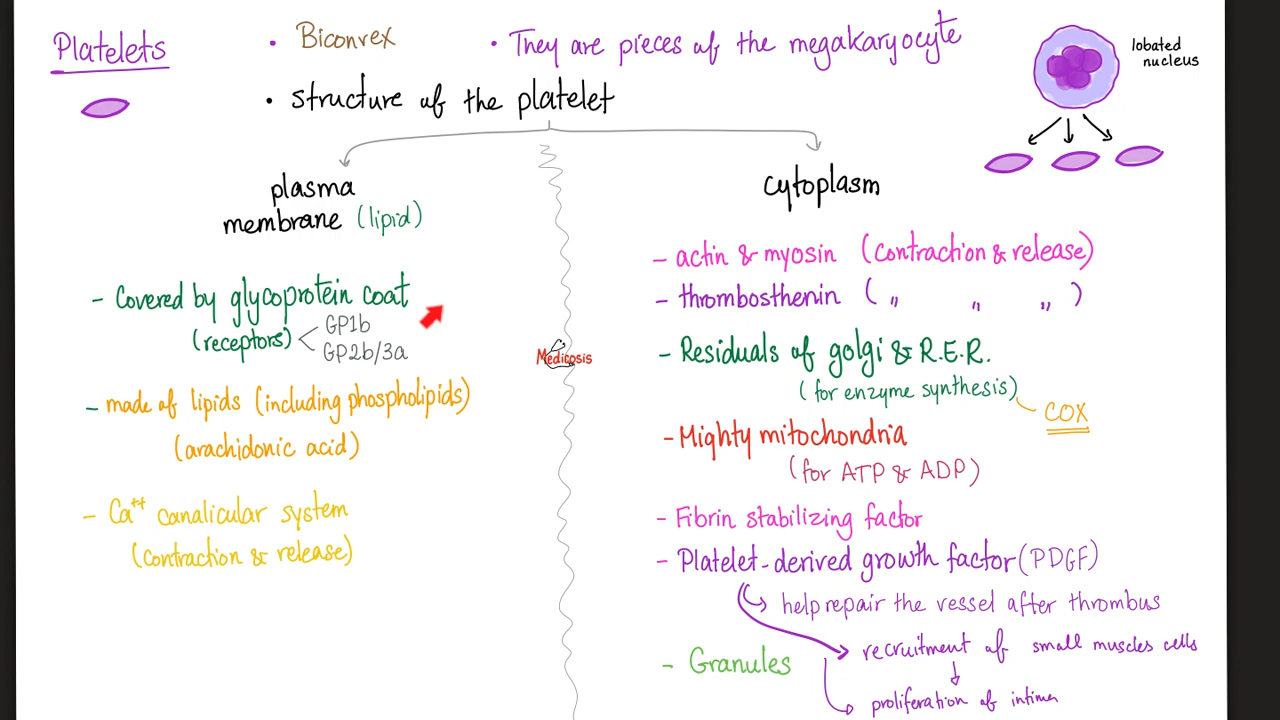 Platelets
• Biconvex
• They are pieces of the megakaryocyte
lobated
nucleus
• structure of the platelet
plasma
membrane (lipid)
- Covered by glycoprotein coat
(receptors)
GP1b
GP2b/3a
- made of lipids (including phospholipids)
(arachidonic acid)
- Ca++ canalicular system
(contraction & release)
Medicosis
cytoplasm
- actin & myosin (contraction & release)
- thrombosthenin ( „ „ „ )
- Residuals of golgi & R.E.R.
(for enzyme synthesis)
COX
- Mighty mitochondria
(for ATP & ADP)
- Fibrin stabilizing factor
- Platelet-derived growth factor (PDGF)
help repair the vessel after thrombus
recruitment of small muscles cells
proliferation of intima
- Granules